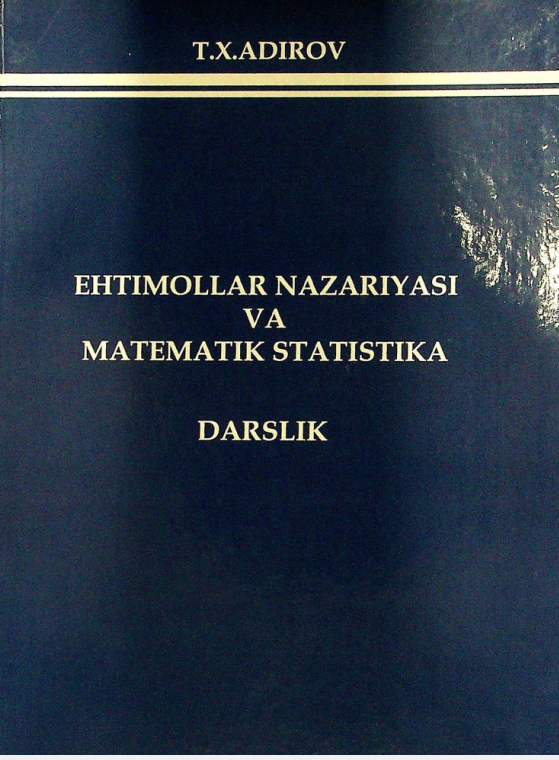 T.X.ADIROV
EHTIMOLLAR NAZARIYASI
VA
MATEMATIK STATISTIKA
DARSLIK